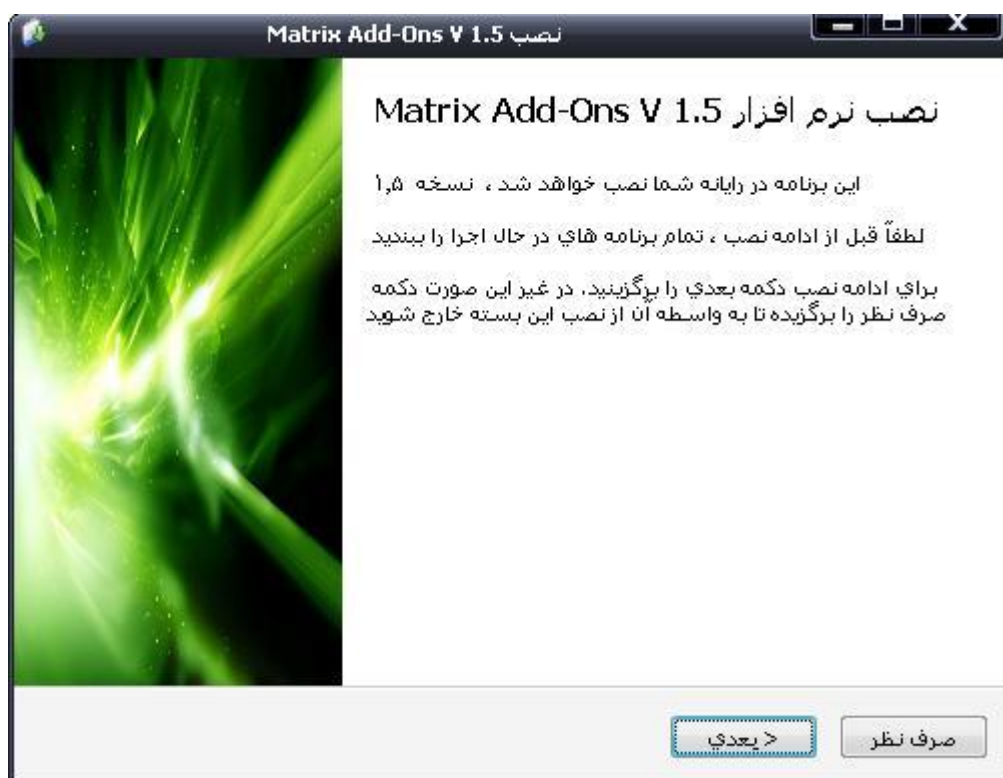 نصب Matrix Add-Ons V 1.5
نصب نرم افزار Matrix Add-Ons V 1.5
این برنامه در رایانه شما نصب خواهد شد ، نسخه ۱,۵
لطفاً قبل از ادامه نصب ، تمام برنامه هاي در حال اجرا را ببنديد
براي ادامه نصب دكمه بعدي را برگزينيد، در غير اين صورت دكمه
صرف نظر را برگزيده تا به واسطه آن از نصب اين بسته خارج شويد
< بعدي
صرف نظر